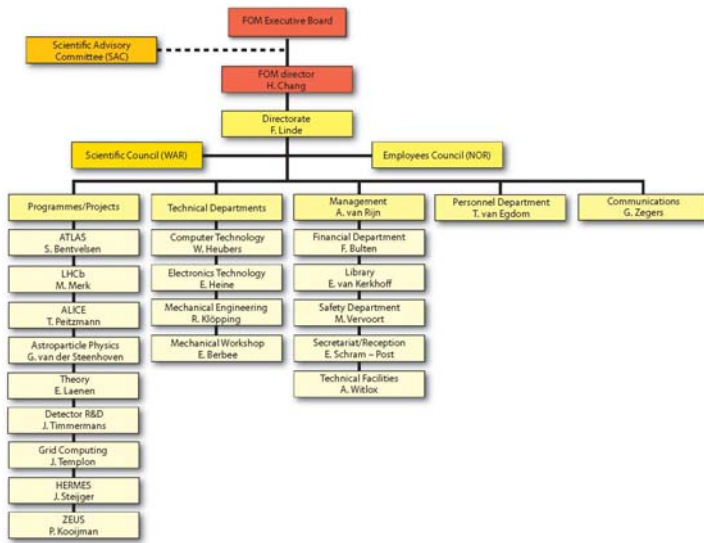 FOM Executive Board
Scientific Advisory
Committee (SAC)
FOM director
H. Chang
Directorate
F. Linde
Scientific Council (WAR)
Employees Council (NOR)
Programmes/Projects
Technical Departments
Management
A. van Rijn
Personnel Department
T. van Egdom
Communications
G. Zegers
ATLAS
S. Bentvelsen
LHCb
M. Merk
ALICE
T. Peitzmann
Astroparticle Physics
G. van der Steenhoven
Theory
E. Laenen
Detector R&D
J. Timmermans
Grid Computing
J. Templon
HERMES
J. Steijger
ZEUS
P. Kooijman
Computer Technology
W. Heubers
Electronics Technology
E. Heine
Mechanical Engineering
R. Klöpping
Mechanical Workshop
E. Berbee
Financial Department
F. Bulten
Library
E. van Kerkhoff
Safety Department
M. Vervoort
Secretariat/Reception
E. Schram – Post
Technical Facilities
A. Witlox